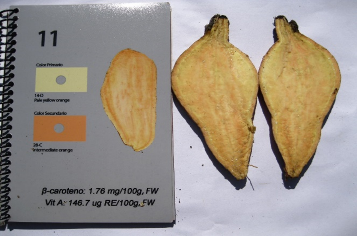 11
Color Primario
14-D
Pale yellow orange
Color Secundario
28-C
Intermediate orange
β-caroteno: 1.76 mg/100g, FW
Vit A: 146.7 ug RE/100g, FW